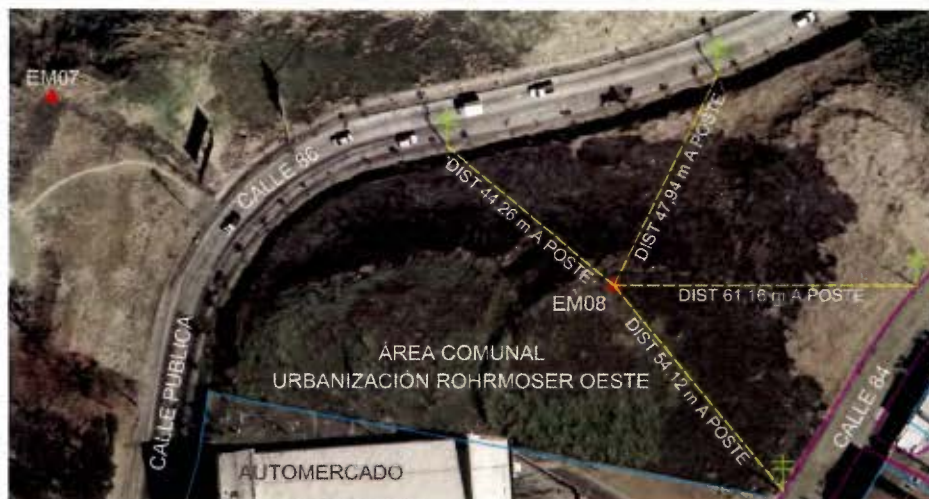 EM07
CALLE 86
DIST 44.26 m A POSTE
DIST 47.94 m A POSTE
EM08
DIST 61.16 m A POSTE
DIST 54.12 m A POSTE
ÁREA COMUNAL
URBANIZACIÓN ROHRMOSER OESTE
CALLE PUBLICA
CALLE 84
AUTOMERCADO